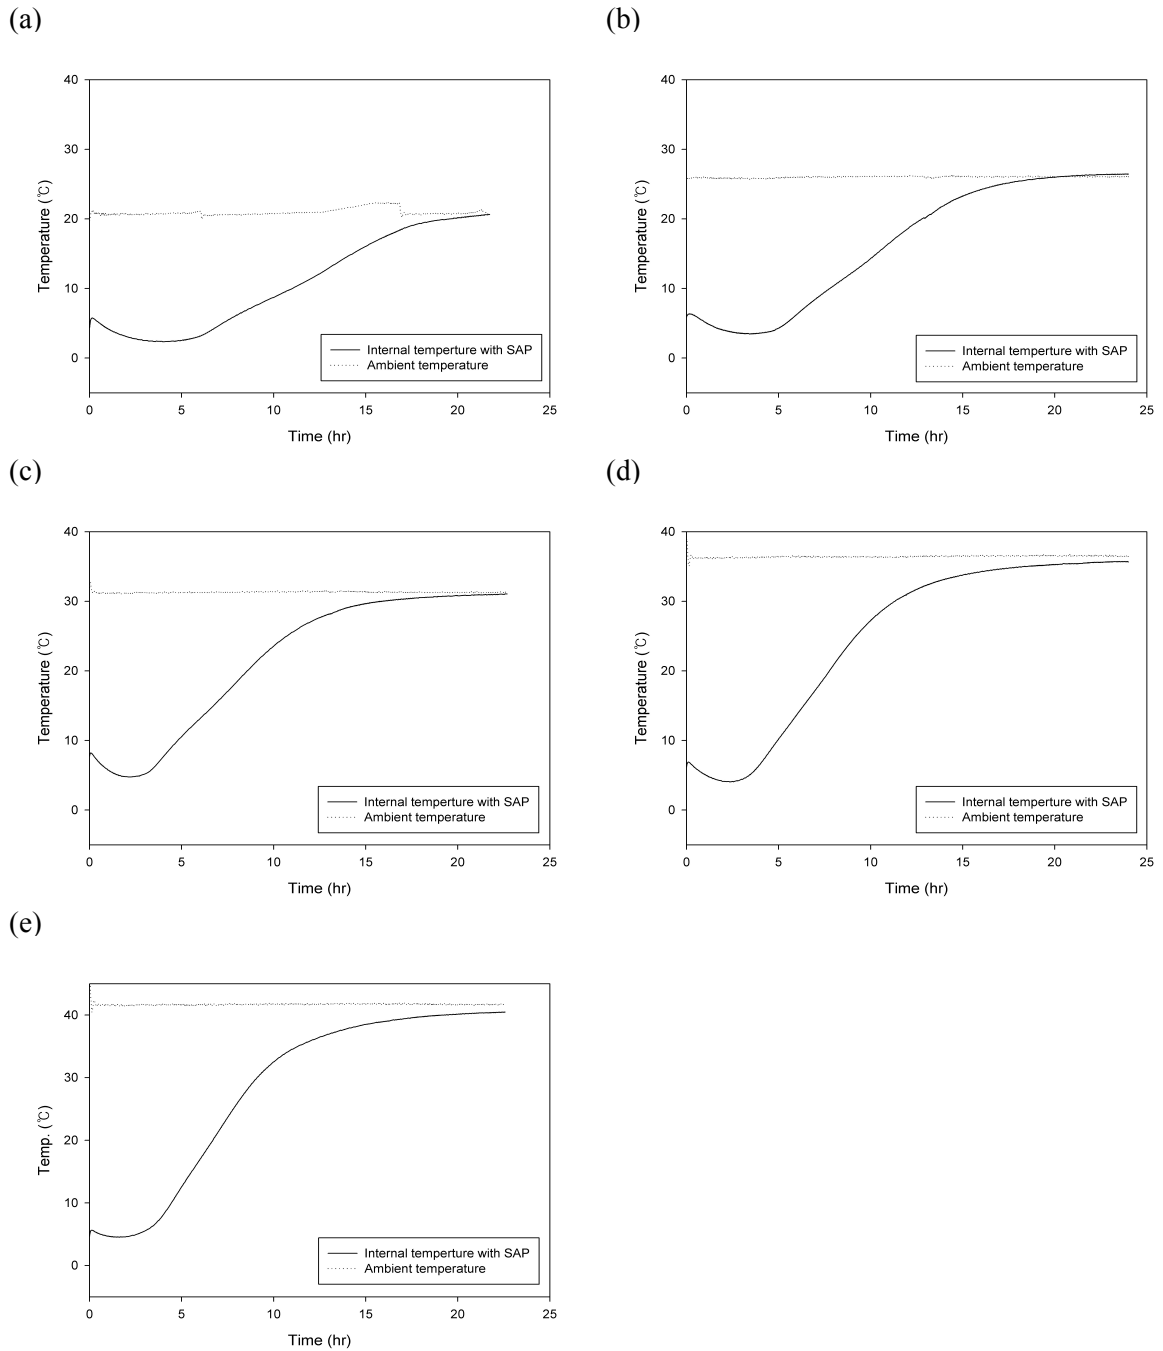 (a)
40
30
20
10
0
Temperature (℃)
0 5 10 15 20 25
Time (hr)
Internal temperture with SAP
Ambient temperature
(b)
40
30
20
10
0
Temperature (℃)
0 5 10 15 20 25
Time (hr)
Internal temperture with SAP
Ambient temperature
(c)
40
30
20
10
0
Temperature (℃)
0 5 10 15 20 25
Time (hr)
Internal temperture with SAP
Ambient temperature
(d)
40
30
20
10
0
Temperature (℃)
0 5 10 15 20 25
Time (hr)
Internal temperture with SAP
Ambient temperature
(e)
40
30
20
10
0
Temp. (℃)
0 5 10 15 20 25
Time (hr)
Internal temperture with SAP
Ambient temperature